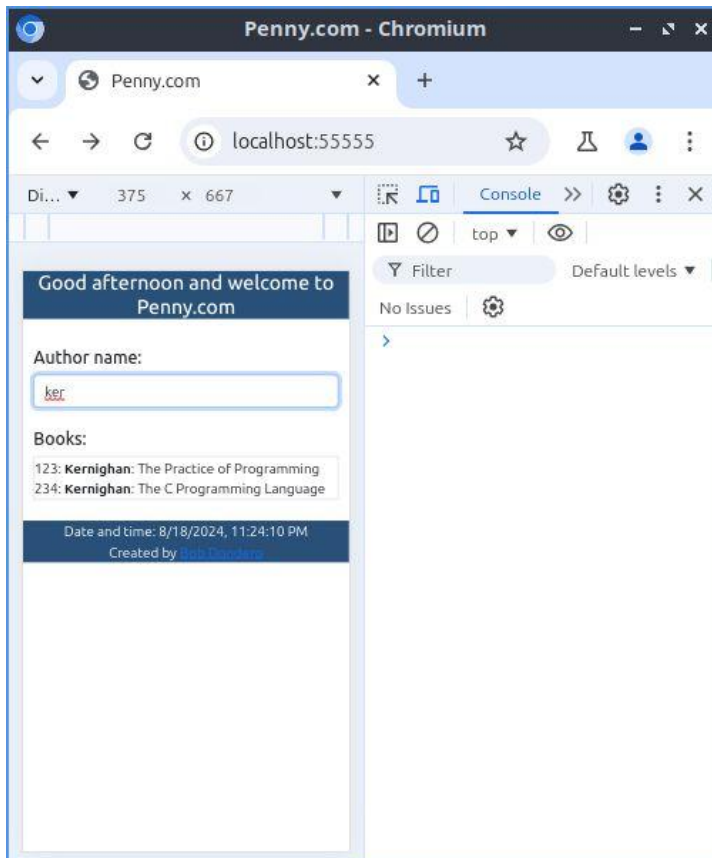 Penny.com - Chromium
Penny.com
localhost:55555
Di... 375 × 667
Console
top
Filter Default levels
No Issues
Good afternoon and welcome to
Penny.com
Author name:
ker
Books:
123: Kernighan: The Practice of Programming
234: Kernighan: The C Programming Language
Date and time: 8/18/2024, 11:24:10 PM
Created by Bob Dondero